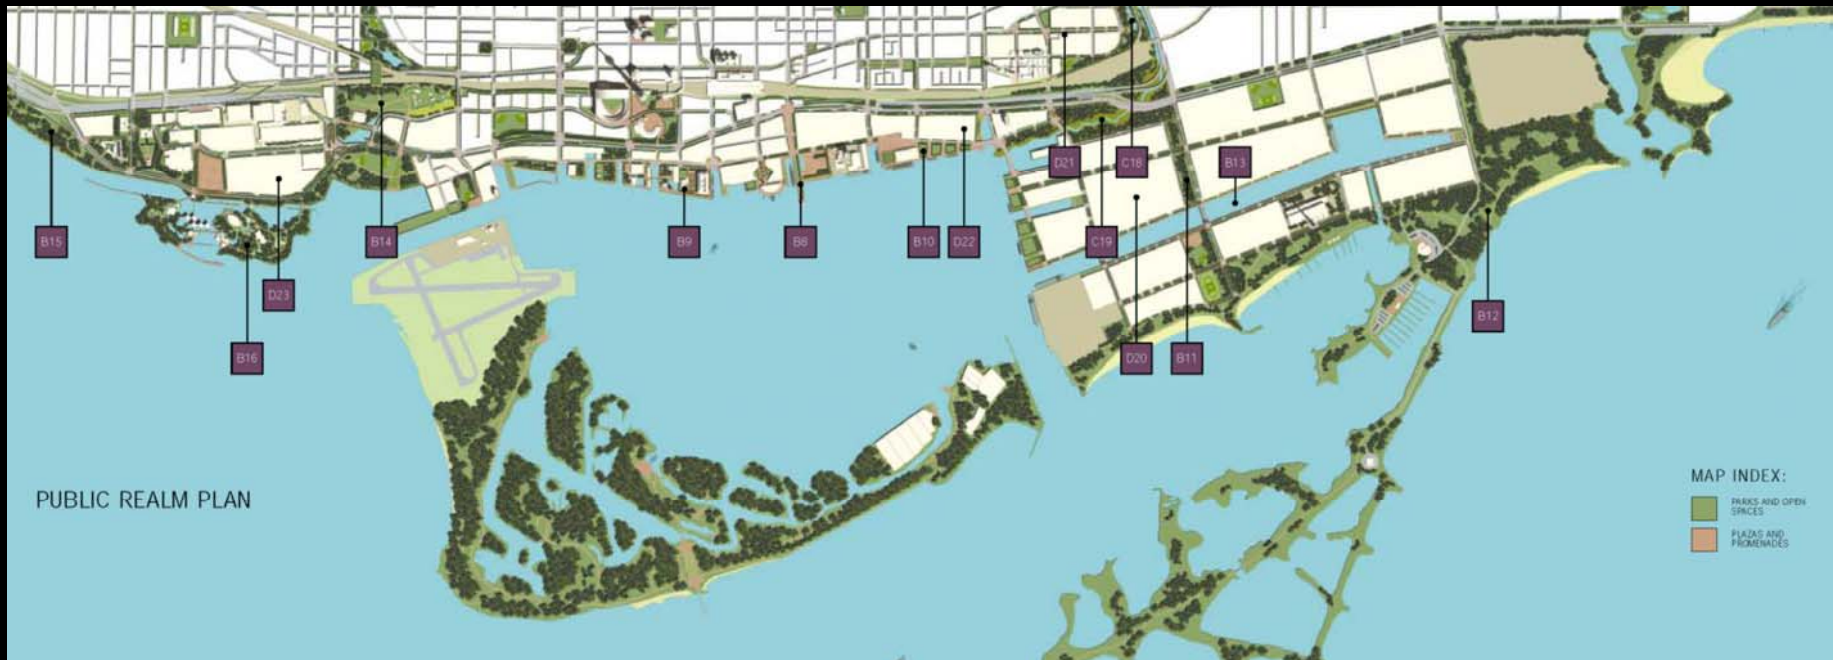 D21
C18
B13
B15
B14
B9
B8
B10
D22
C19
D23
B12
B16
D20
B11
PUBLIC REALM PLAN
MAP INDEX:
PARKS AND OPEN
SPACES
PLAZAS AND
PROMENADES